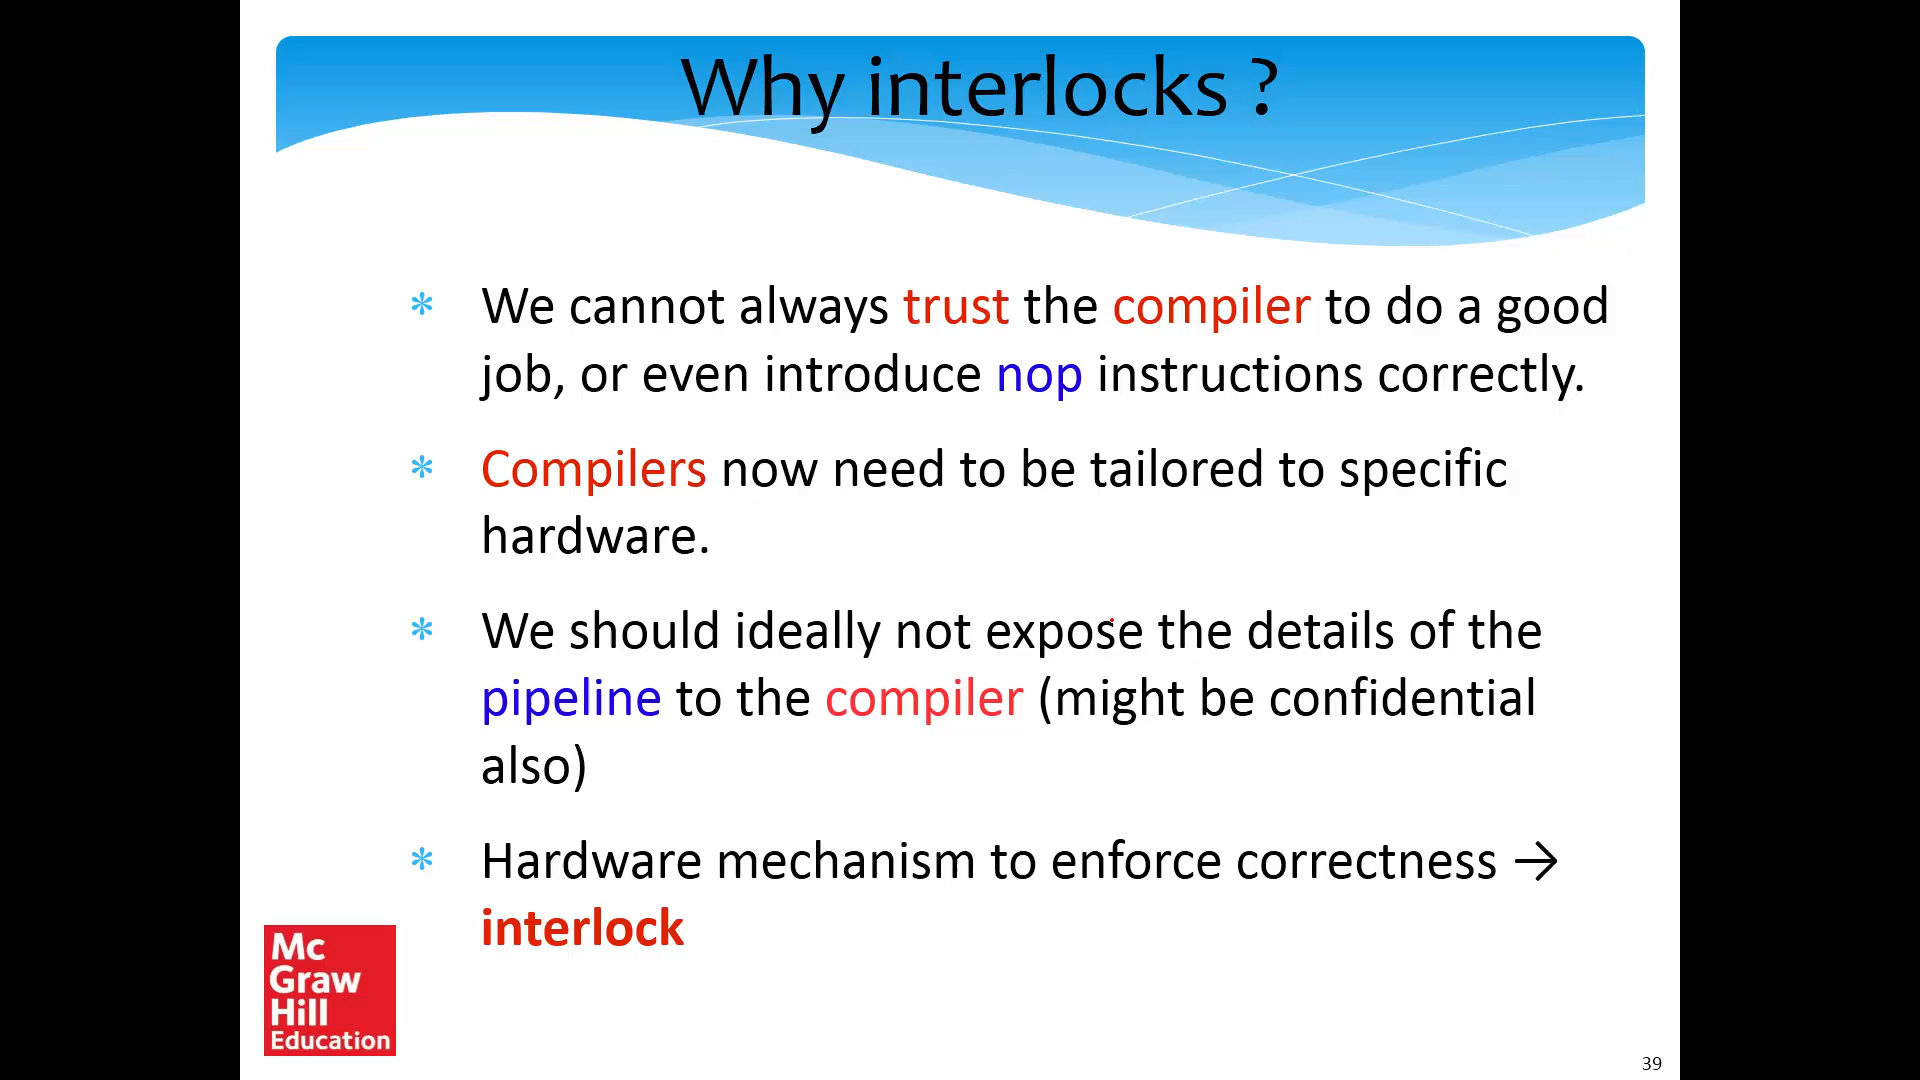 Why interlocks ?
* We cannot always trust the compiler to do a good
job, or even introduce nop instructions correctly.
* Compilers now need to be tailored to specific
hardware.
* We should ideally not expose the details of the
pipeline to the compiler (might be confidential
also)
* Hardware mechanism to enforce correctness →
interlock
Mc
Graw
Hill
Education
39